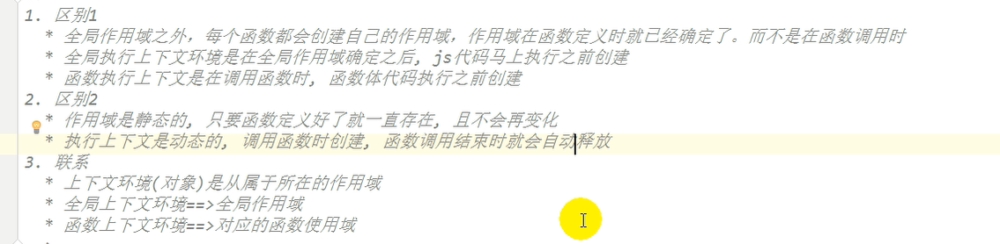 1. 区别1
* 全局作用域之外，每个函数都会创建自己的作用域，作用域在函数定义时就已经确定了。而不是在函数调用时
* 全局执行上下文环境是在全局作用域确定之后, js代码马上执行之前创建
* 函数执行上下文是在调用函数时, 函数体代码执行之前创建
2. 区别2
* 作用域是静态的, 只要函数定义好了就一直存在, 且不会再变化
* 执行上下文是动态的, 调用函数时创建, 函数调用结束时就会自动释放
3. 联系
* 上下文环境(对象)是从属于所在的作用域
* 全局上下文环境==>全局作用域
* 函数上下文环境==>对应的函数使用域